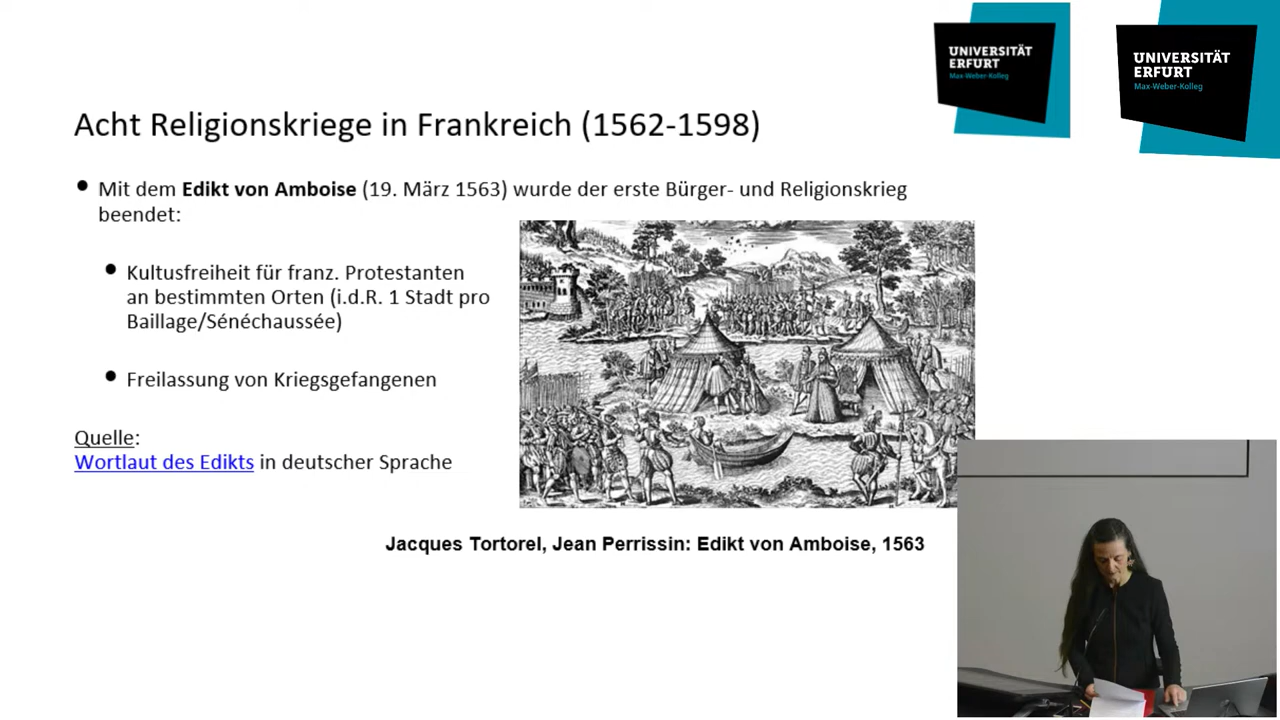 UNIVERSITÄT
ERFURT
Max-Weber-Kolleg
UNIVERSITÄT
ERFURT
Max-Weber-Kolleg
Acht Religionskriege in Frankreich (1562-1598)
• Mit dem Edikt von Amboise (19. März 1563) wurde der erste Bürger- und Religionskrieg
beendet:
• Kultusfreiheit für franz. Protestanten
an bestimmten Orten (i.d.R. 1 Stadt pro
Baillage/Sénéchaussée)
• Freilassung von Kriegsgefangenen
Quelle:
Wortlaut des Edikts in deutscher Sprache
Jacques Tortorel, Jean Perrissin: Edikt von Amboise, 1563